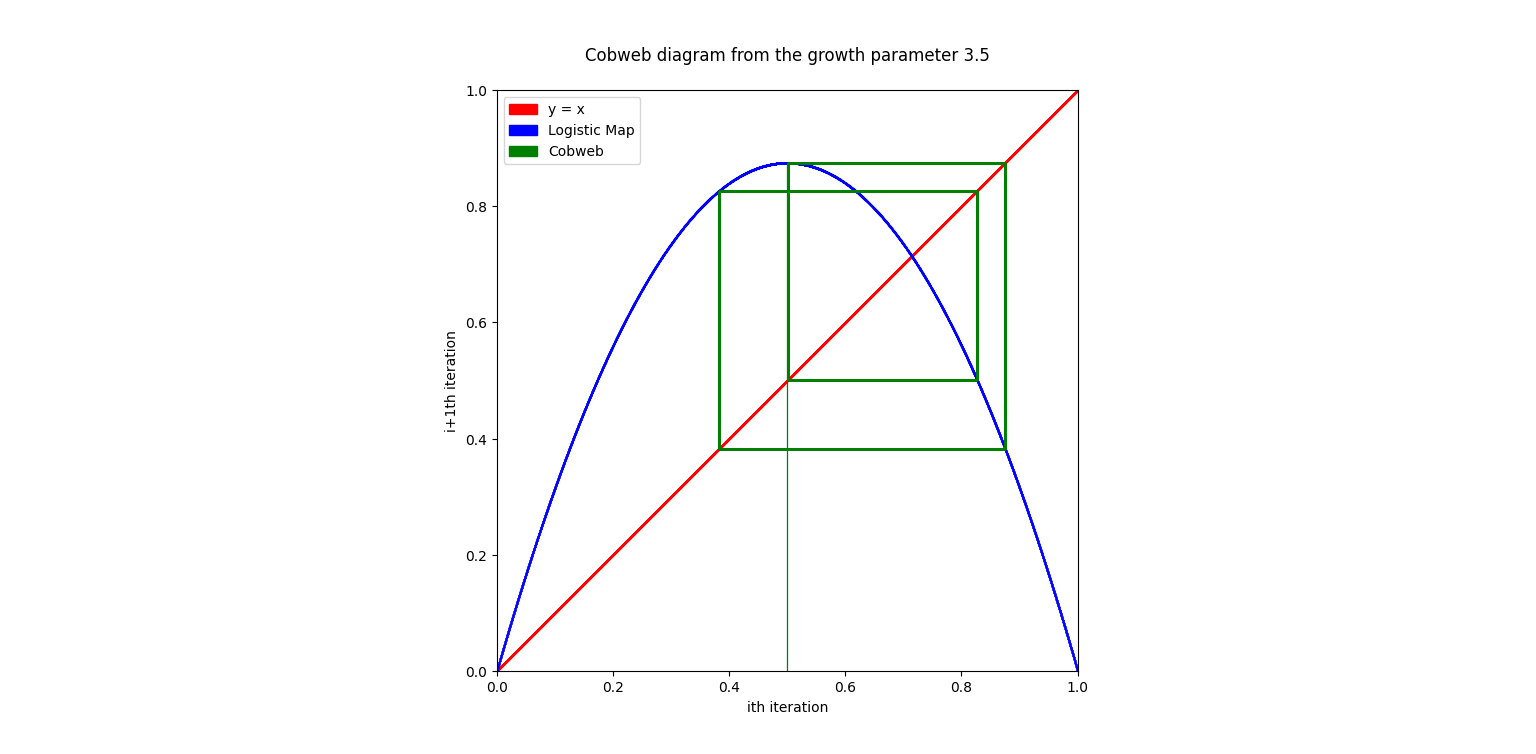 Cobweb diagram from the growth parameter 3.5
y = x
Logistic Map
Cobweb
1.0
0.8
0.6
0.4
0.2
0.0
i+1th iteration
0.0 0.2 0.4 0.6 0.8 1.0
ith iteration